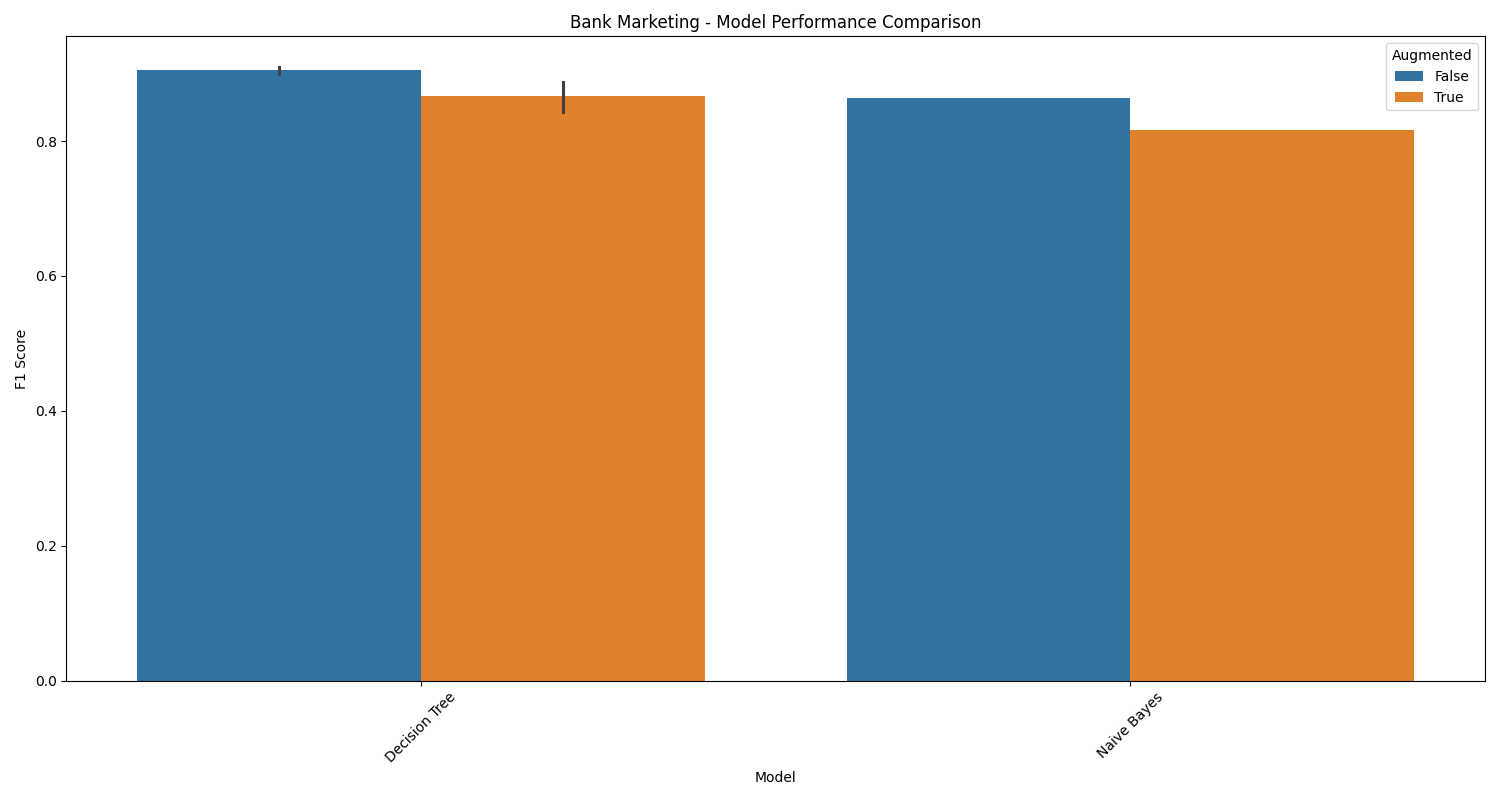 Bank Marketing - Model Performance Comparison
Augmented
False
True
F1 Score
0.8
0.6
0.4
0.2
0.0
Decision Tree
Naive Bayes
Model